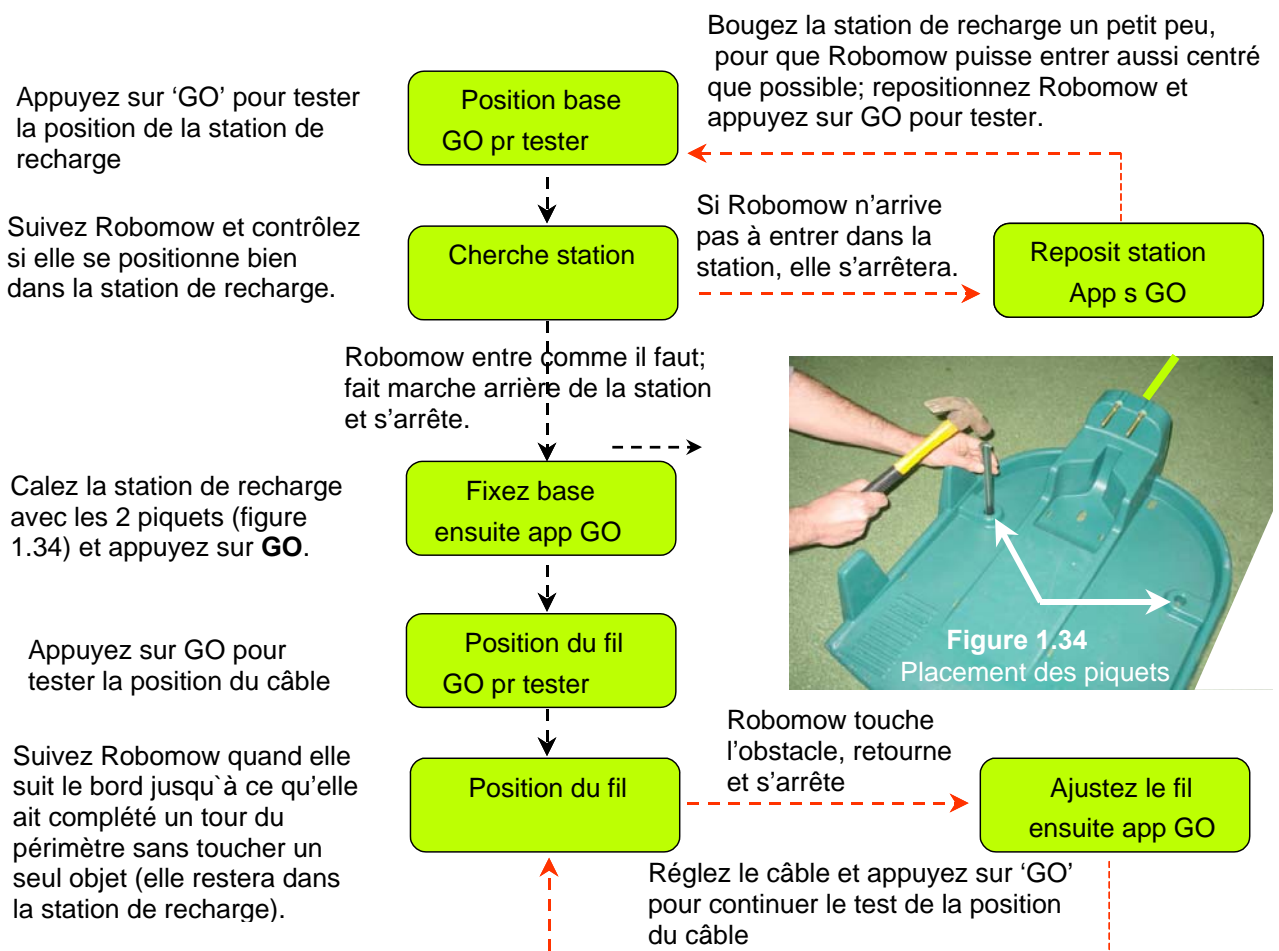 Bougez la station de recharge un petit peu,
pour que Robomow puisse entrer aussi centré
que possible; repositionnez Robomow et
appuyez sur GO pour tester.
Appuyez sur ‘GO’ pour tester
la position de la station de
recharge
Position base
GO pr tester
Suivez Robomow et contrôlez
si elle se positionne bien
dans la station de recharge.
Cherche station
Si Robomow n’arrive
pas à entrer dans la
station, elle s’arrêtera.
Reposit station
App s GO
Robomow entre comme il faut;
fait marche arrière de la station
et s’arrête.
Calez la station de recharge
avec les 2 piquets (figure
1.34) et appuyez sur GO.
Fixez base
ensuite app GO
Figure 1.34
Placement des piquets
Appuyez sur GO pour
tester la position du câble
Position du fil
GO pr tester
Suivez Robomow quand elle
suit le bord jusqu`à ce qu’elle
ait complété un tour du
périmètre sans toucher un
seul objet (elle restera dans
la station de recharge).
Position du fil
Robomow touche
l’obstacle, retourne
et s’arrête
Ajustez le fil
ensuite app GO
Réglez le câble et appuyez sur ‘GO’
pour continuer le test de la position
du câble